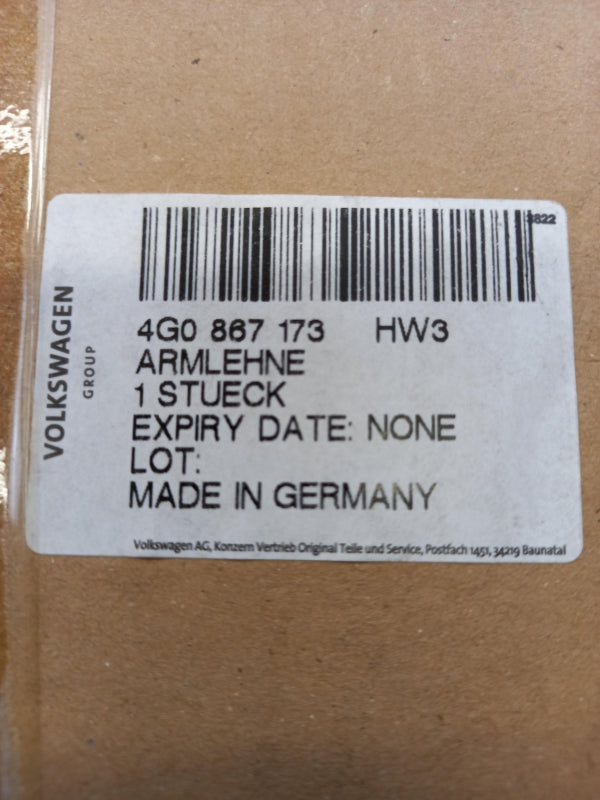 3822
4G0 867 173 HW3
ARMLEHNE
1 STUECK
EXPIRY DATE: NONE
LOT:
MADE IN GERMANY
Volkswagen AG, Konzern Vertrieb Original Teile und Service, Postfach 1451, 34219 Baunatal
VOLKSWAGEN
GROUP